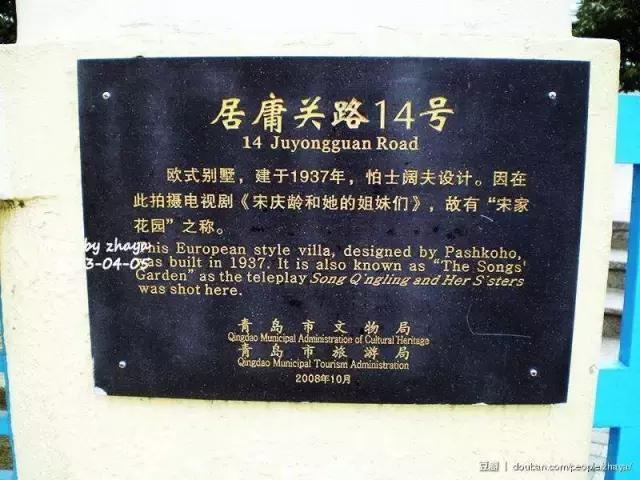 居庸关路14号
14 Juyongguan Road
欧式别墅，建于1937年，怕士阔夫设计。因在
此拍摄电视剧《宋庆龄和她的姐妹们》，故有“宋家
花园”之称。
by zhaya
his European style villa, designed by Pashkoho,
3-04-05
as built in 1937. It is also known as “The Songs'
Garden” as the teleplay Song Q'ngling and Her S'sters
was shot here.
青岛市文物局
Qingdao Municipal Administration of Cultural Heritage
青岛市旅游局
Qingdao Municipal Tourism Administration
2008年10月
豆瓣 | douban.com/people/zhaya/